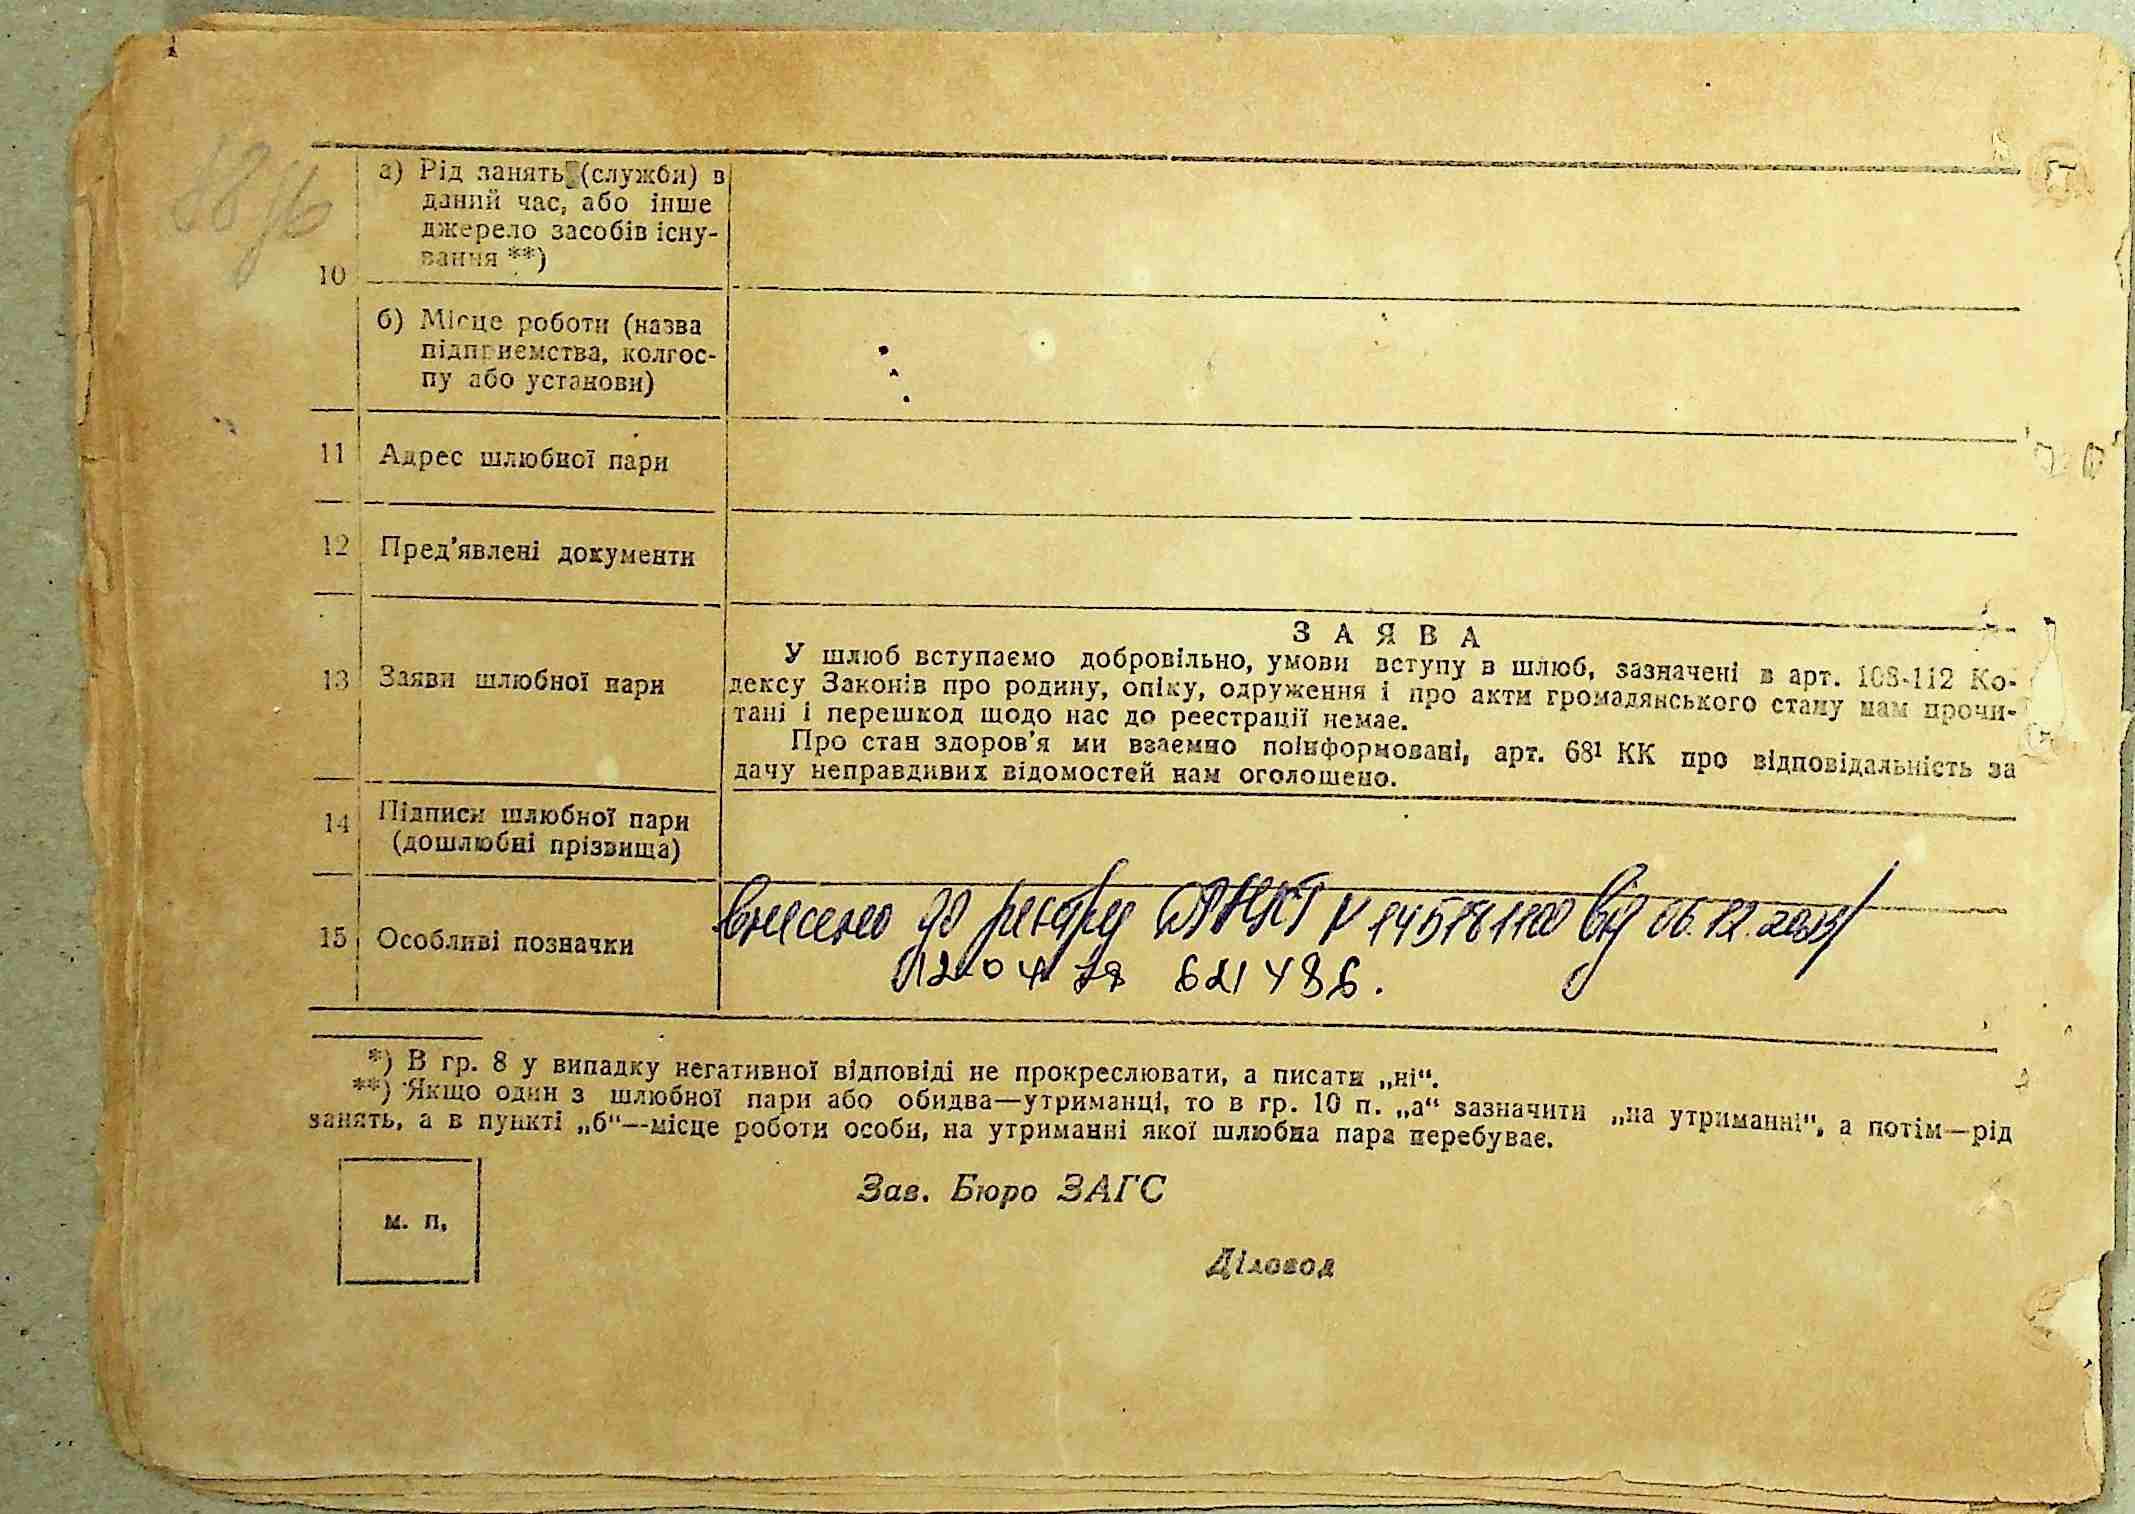 а) Рід занять (служби) в
даний час, або інше
джерело засобів існу-
вання **)
10
б) Місце роботи (назва
підприємства, колгос-
пу або установи)
11 Адрес шлюбної пари
12 Пред'явлені документи
З А Я В А
13 Заяви шлюбної пари
У шлюб вступаємо добровільно, умови вступу в шлюб, зазначені в арт. 108-112 Ко-
дексу Законів про родину, опіку, одруження і про акти громадянського стану нам прочи-
тані і перешкод щодо нас до реєстрації немає.
Про стан здоров'я ми взаємно поінформовані, арт. 68¹ КК про відповідальність за
дачу неправдивих відомостей нам оголошено.
14 Підписи шлюбної пари
(дошлюбні прізвища)
15 Особливі позначки
внесено до від 06.12.
621486.
*) В гр. 8 у випадку негативної відповіді не прокреслювати, а писати „ні“.
**) Якщо один з шлюбної пари або обидва—утриманці, то в гр. 10 п. „а“ зазначити „на утриманні“, а потім—рід
занять, а в пункті „б“—місце роботи особи, на утриманні якої шлюбна пара перебуває.
Зав. Бюро ЗАГС
м. п.
Діловод